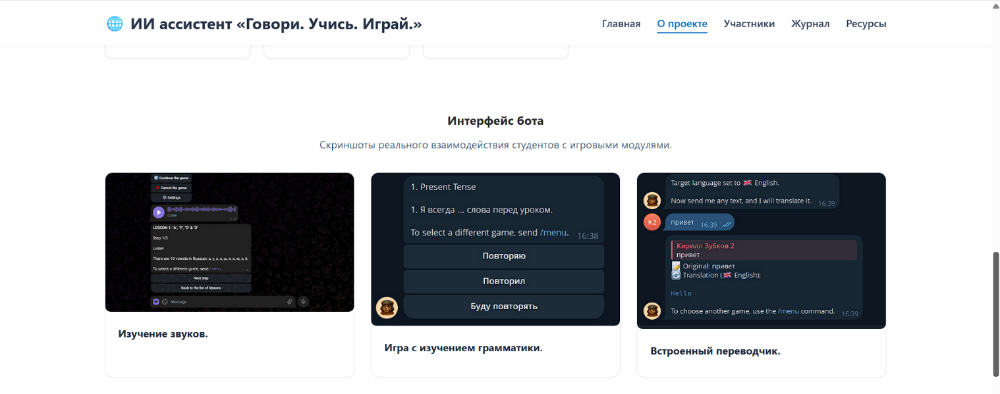 ИИ ассистент «Говори. Учись. Играй.»
Главная
О проекте
Участники
Журнал
Ресурсы
Интерфейс бота
Скриншоты реального взаимодействия студентов с игровыми модулями.
Continue the game
Cancel the game
Settings
LESSON 1: 'А', 'У', 'О' & 'Э'
Step 1/3
Listen
There are 10 vowels in Russian: а, у, э, о, ы, я, и, ю, е, ё.
To select a different game, send /menu.
Next step
Back to the list of lessons
Message
Изучение звуков.
1. Present Tense
1. Я всегда ... слова перед уроком.
To select a different game, send /menu. 16:38
Повторяю
Повторил
Буду повторять
Игра с изучением грамматики.
Target language set to English.
Now send me any text, and I will translate it. 16:39
К2
привет 16:39
Кирилл Зубков 2
привет
Original: привет
Translation ( English):
Hello
To choose another game, use the /menu command. 16:39
Встроенный переводчик.